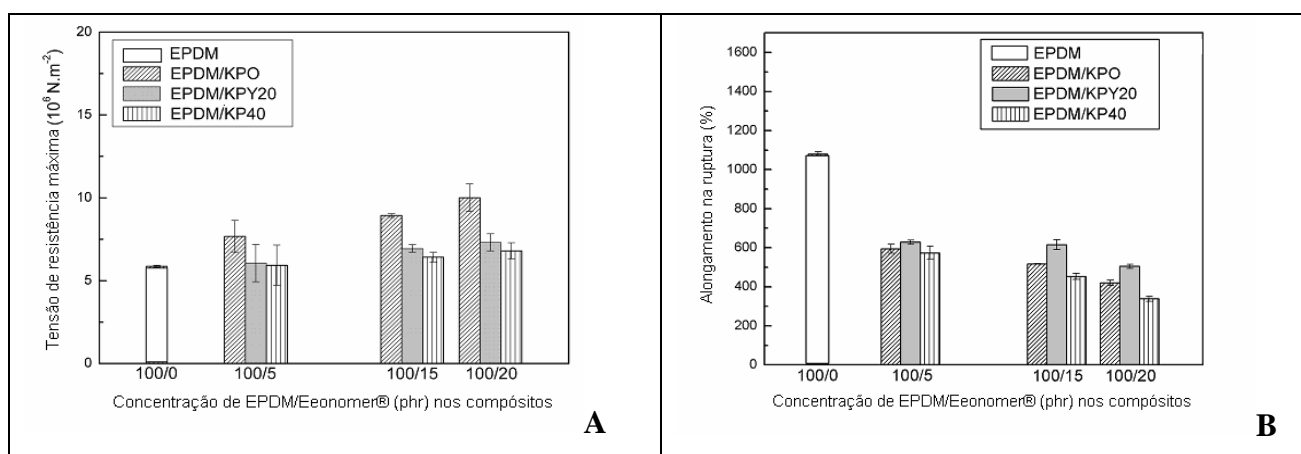 20
15
10
5
0
Tensão de resistência máxima (10⁶ N.m⁻²)
EPDM
EPDM/KPO
EPDM/KPY20
EPDM/KP40
100/0 100/5 100/15 100/20
Concentração de EPDM/Eeonomer® (phr) nos compósitos
A
1600
1400
1200
1000
800
600
400
200
0
Alongamento na ruptura (%)
EPDM
EPDM/KPO
EPDM/KPY20
EPDM/KP40
100/0 100/5 100/15 100/20
Concentração de EPDM/Eeonomer® (phr) nos compósitos
B